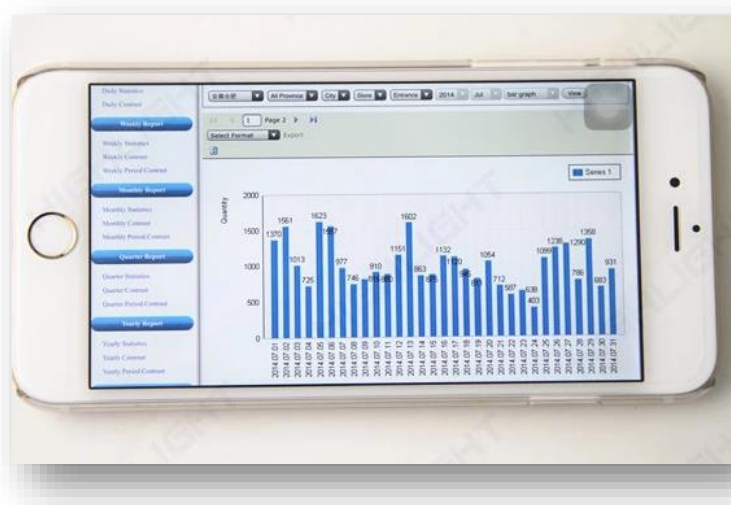 Daily Statistics
Daily Contrast
Weekly Report
Weekly Statistics
Weekly Contrast
Weekly Period Contrast
Monthly Report
Monthly Statistics
Monthly Contrast
Monthly Period Contrast
Quarter Report
Quarter Statistics
Quarter Contrast
Quarter Period Contrast
Yearly Report
Yearly Statistics
Yearly Contrast
Yearly Period Contrast
All Province City Store Entrance 2014 Jul bar graph View
1 Page 2
Select Format Export
Series 1
Quantity
2000
1500
1000
500
0
1370 1561 1013 725 1623 977 746 910 1151 1602 863 1132 1120 1054 712 587 638 403 1099 1236 1290 786 1358 683 931
2014.07.01 2014.07.02 2014.07.03 2014.07.04 2014.07.05 2014.07.06 2014.07.07 2014.07.08 2014.07.09 2014.07.10 2014.07.11 2014.07.12 2014.07.13 2014.07.14 2014.07.15 2014.07.16 2014.07.17 2014.07.18 2014.07.19 2014.07.20 2014.07.21 2014.07.22 2014.07.23 2014.07.24 2014.07.25 2014.07.26 2014.07.27 2014.07.28 2014.07.29 2014.07.30 2014.07.31